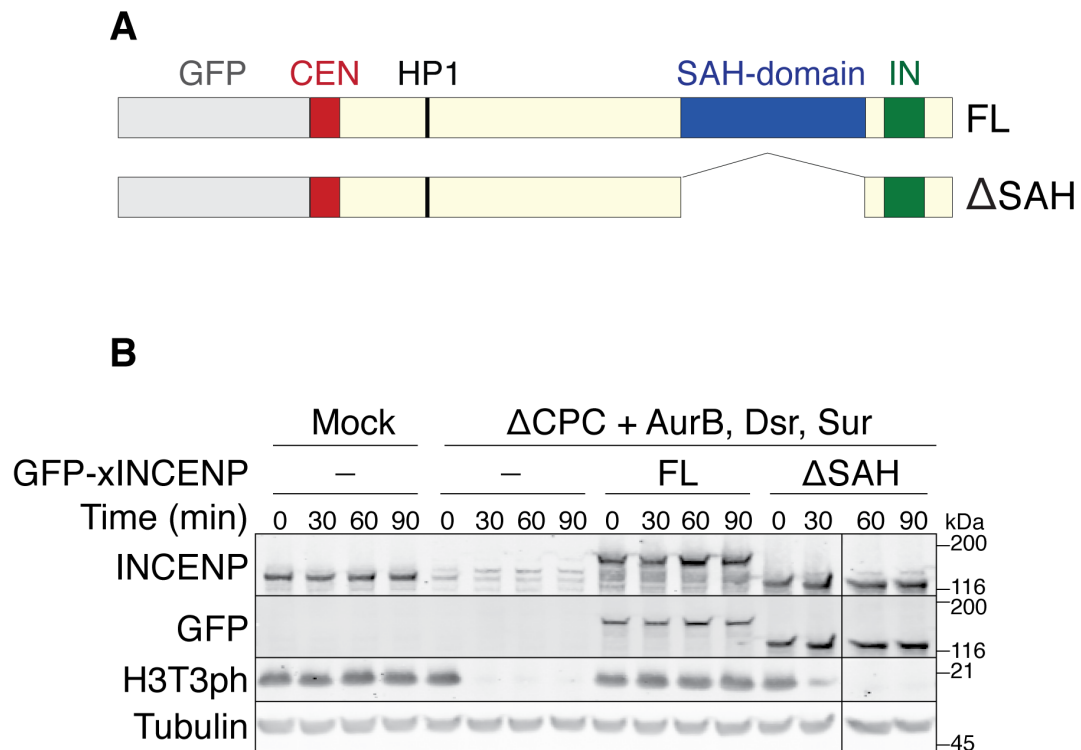 A
GFP CEN HP1 SAH-domain IN
FL
ΔSAH
B
Mock ΔCPC + AurB, Dsr, Sur
GFP-xINCENP – – FL ΔSAH
Time (min) 0 30 60 90 0 30 60 90 0 30 60 90 0 30 60 90 kDa
INCENP 200
116
GFP 200
116
H3T3ph 21
Tubulin 45